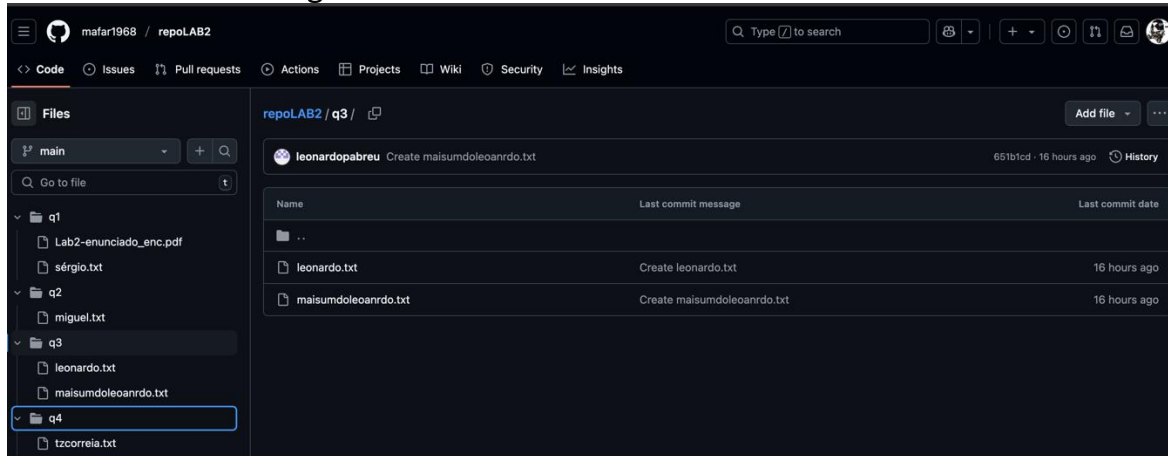 mafar1968 / repoLAB2
Type / to search
Code Issues Pull requests Actions Projects Wiki Security Insights
Files
main
Go to file t
q1
Lab2-enunciado_enc.pdf
sérgio.txt
q2
miguel.txt
q3
leonardo.txt
maisumdoleoanrdo.txt
q4
tzcorreia.txt
repoLAB2 / q3 /
Add file
leonardopabreu Create maisumdoleoanrdo.txt 651b1cd · 16 hours ago History
Name Last commit message Last commit date
..
leonardo.txt Create leonardo.txt 16 hours ago
maisumdoleoanrdo.txt Create maisumdoleoanrdo.txt 16 hours ago